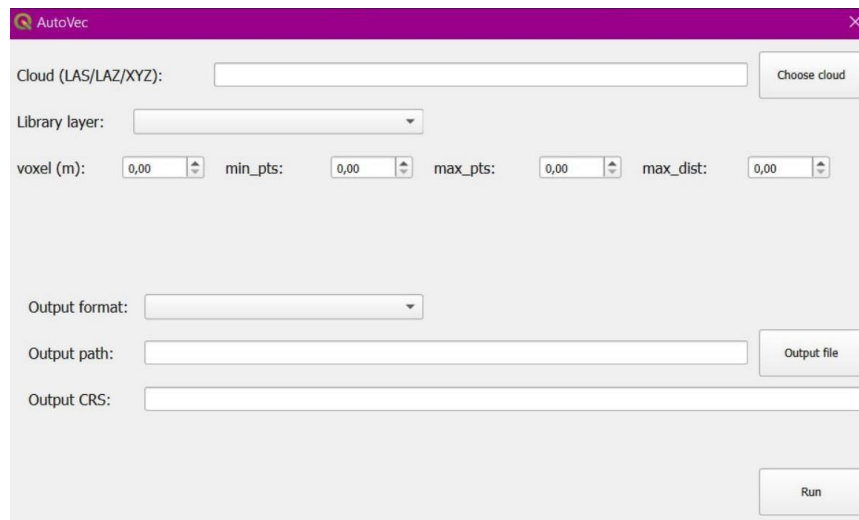 AutoVec
Cloud (LAS/LAZ/XYZ): Choose cloud
Library layer:
voxel (m): 0,00 min_pts: 0,00 max_pts: 0,00 max_dist: 0,00
Output format:
Output path: Output file
Output CRS:
Run